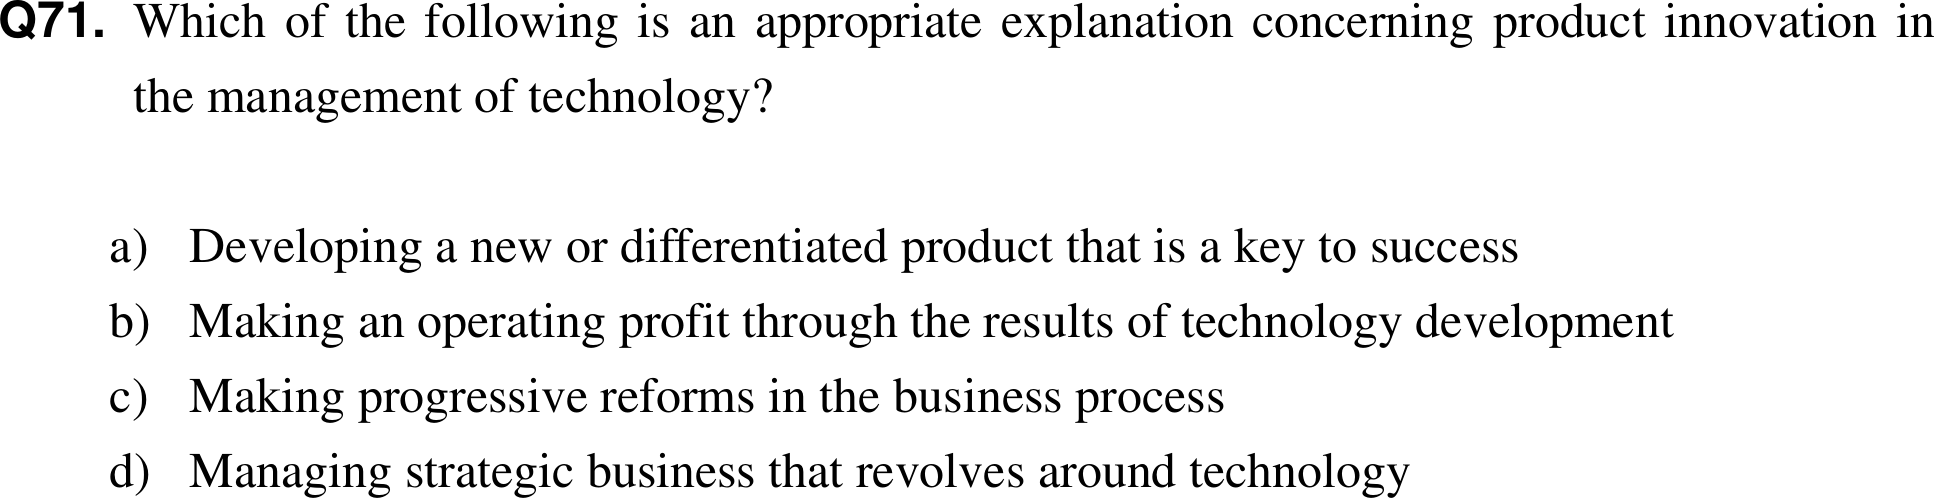 Q71. Which of the following is an appropriate explanation concerning product innovation in
the management of technology?
a) Developing a new or differentiated product that is a key to success
b) Making an operating profit through the results of technology development
c) Making progressive reforms in the business process
d) Managing strategic business that revolves around technology